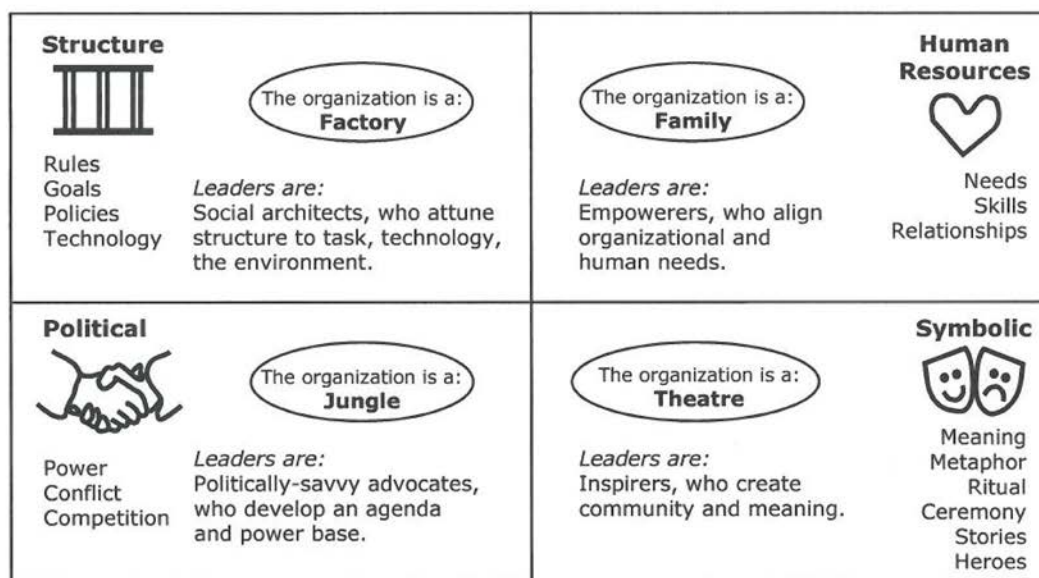 Structure
The organization is a:
Factory
Rules
Goals
Policies
Technology
Leaders are:
Social architects, who attune
structure to task, technology,
the environment.
Human
Resources
The organization is a:
Family
Needs
Skills
Relationships
Leaders are:
Empowerers, who align
organizational and
human needs.
Political
The organization is a:
Jungle
Power
Conflict
Competition
Leaders are:
Politically-savvy advocates,
who develop an agenda
and power base.
Symbolic
The organization is a:
Theatre
Meaning
Metaphor
Ritual
Ceremony
Stories
Heroes
Leaders are:
Inspirers, who create
community and meaning.